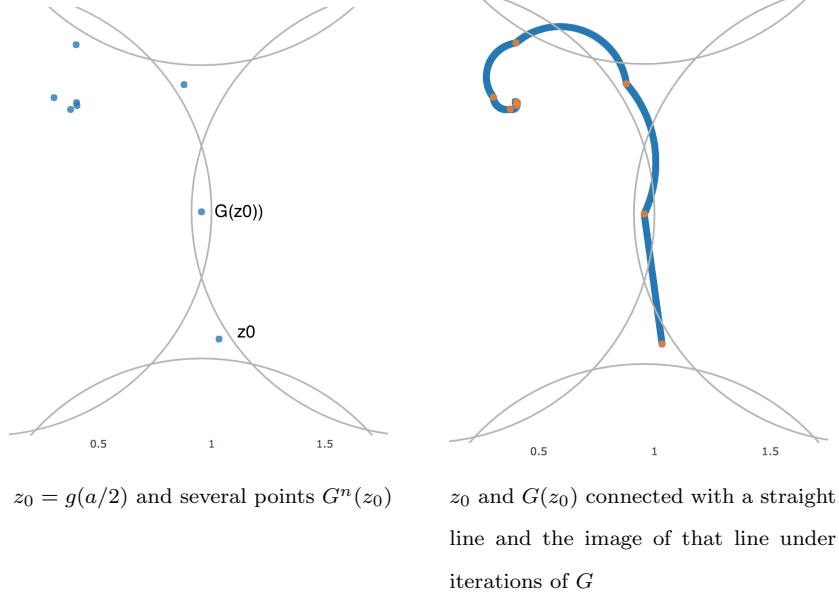 G(z0))
z0
0.5 1 1.5
0.5 1 1.5
z₀ = g(a/2) and several points Gⁿ(z₀)
z₀ and G(z₀) connected with a straight
line and the image of that line under
iterations of G